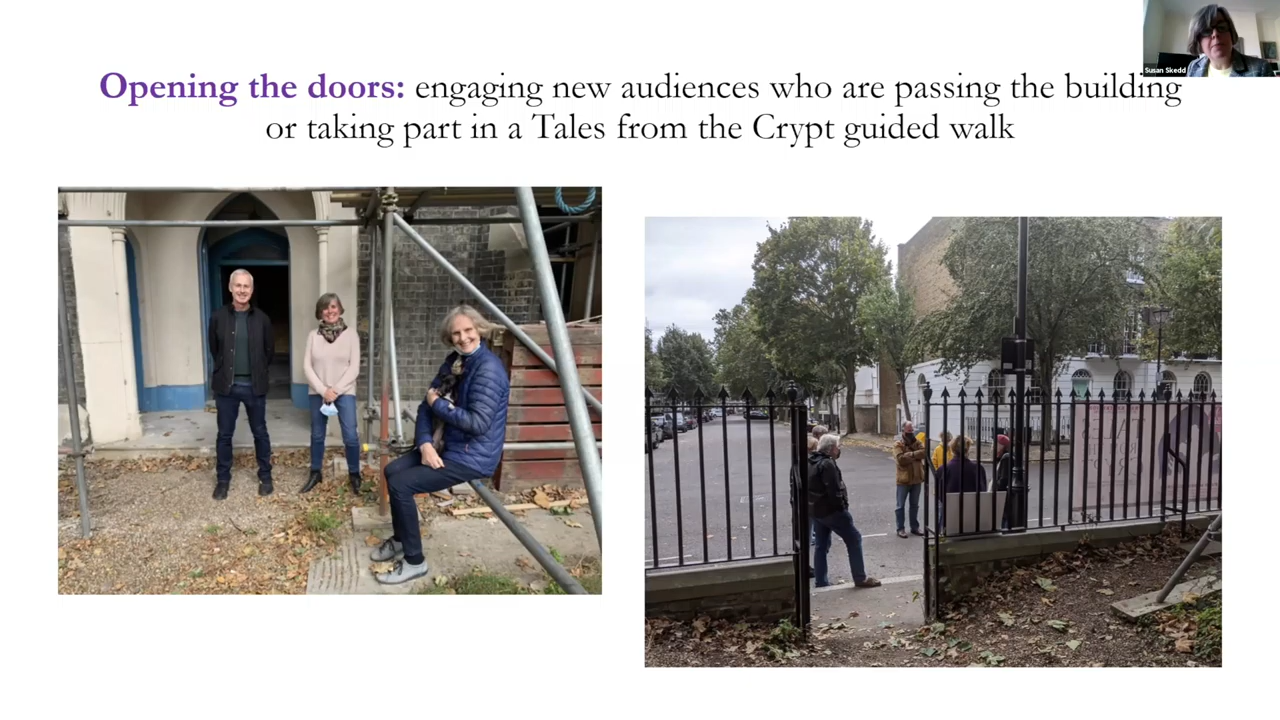 Susan Skedd
Opening the doors: engaging new audiences who are passing the building
or taking part in a Tales from the Crypt guided walk